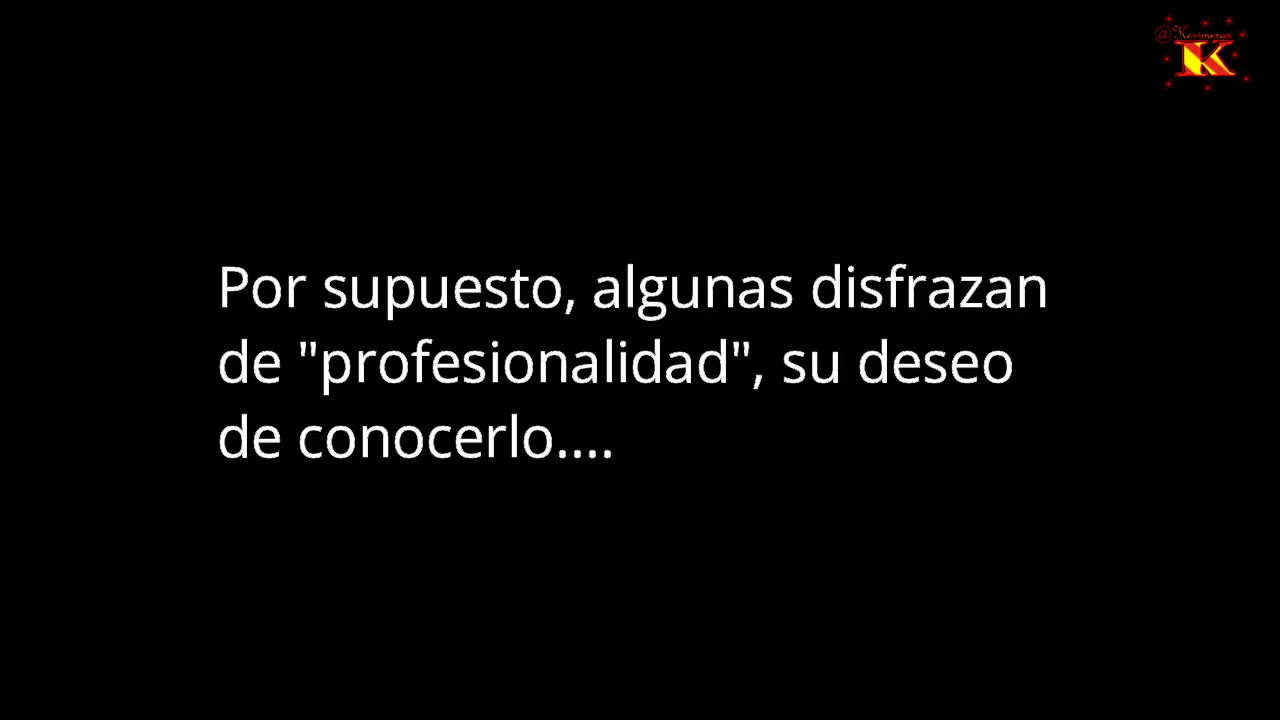 K
Por supuesto, algunas disfrazan
de "profesionalidad", su deseo
de conocerlo....